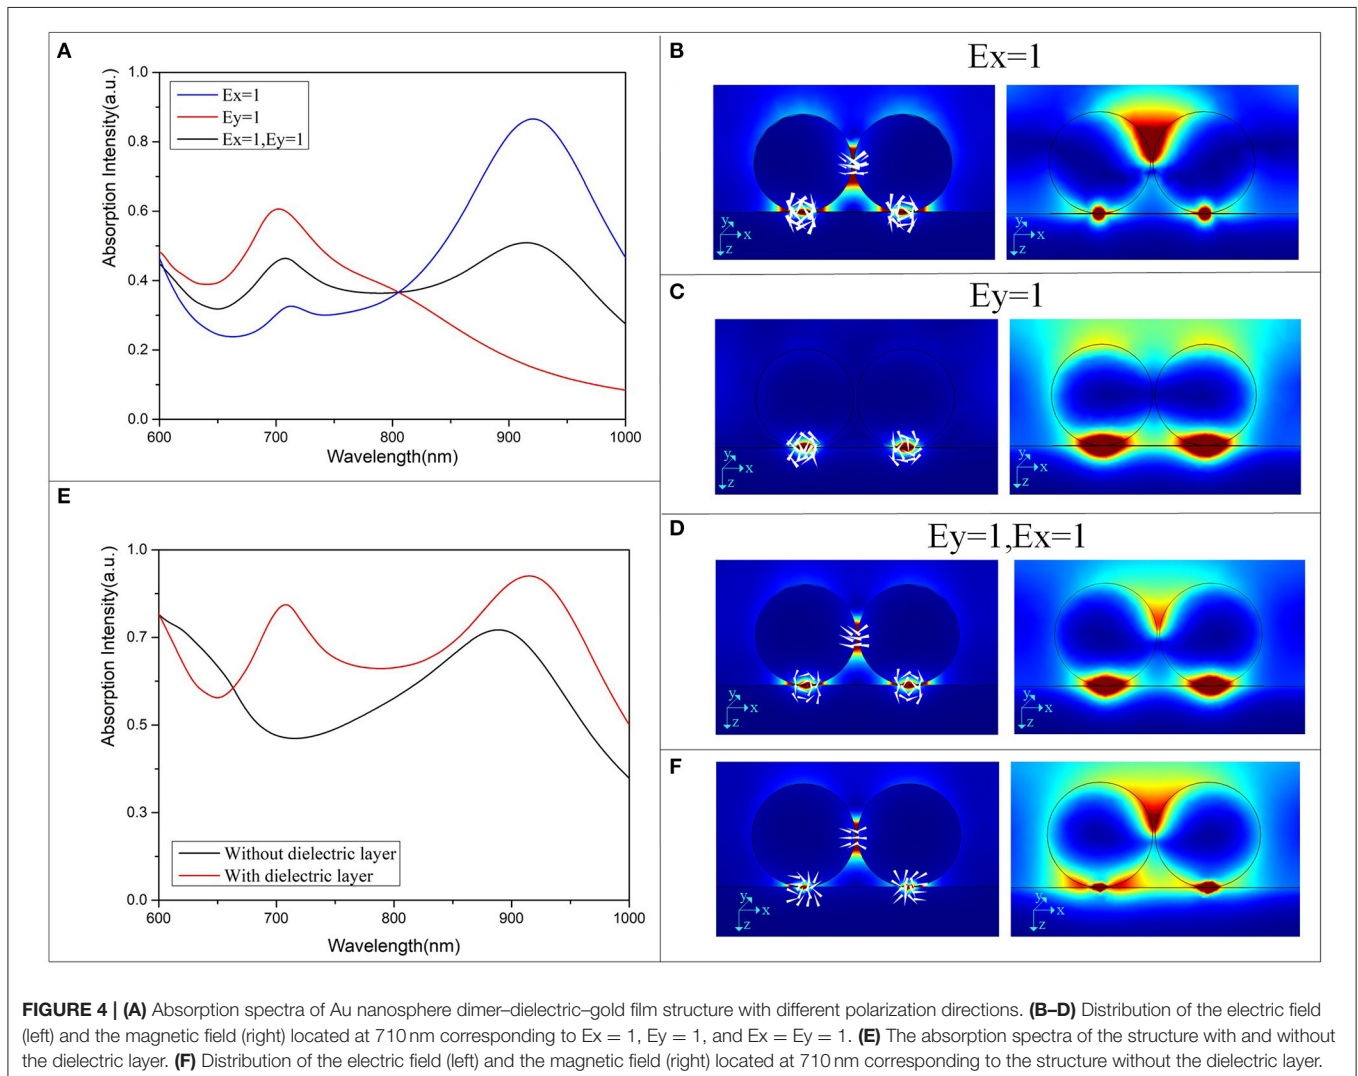 A
1.0
0.8
0.6
0.4
0.2
0.0
Absorption Intensity(a.u.)
Ex=1
Ey=1
Ex=1,Ey=1
600
700
800
900
1000
Wavelength(nm)
B
Ex=1
y
x
z
y
x
z
C
Ey=1
y
x
z
y
x
z
D
Ey=1,Ex=1
y
x
z
y
x
z
E
1.0
0.7
0.5
0.3
0.0
Absorption Intensity(a.u.)
Without dielectric layer
With dielectric layer
600
700
800
900
1000
Wavelength(nm)
F
y
x
z
y
x
z
FIGURE 4 | (A) Absorption spectra of Au nanosphere dimer–dielectric–gold film structure with different polarization directions. (B–D) Distribution of the electric field
(left) and the magnetic field (right) located at 710 nm corresponding to Ex = 1, Ey = 1, and Ex = Ey = 1. (E) The absorption spectra of the structure with and without
the dielectric layer. (F) Distribution of the electric field (left) and the magnetic field (right) located at 710 nm corresponding to the structure without the dielectric layer.